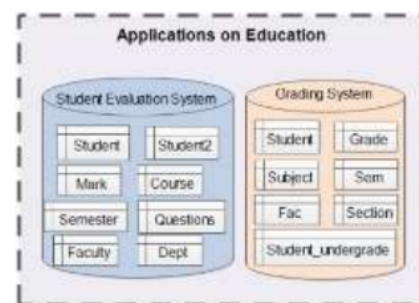 Applications on Education
Student Evaluation System
Student
Student2
Mark
Course
Semester
Questions
Faculty
Dept
Grading System
Student
Grade
Subject
Sem
Fac
Section
Student_undergrade